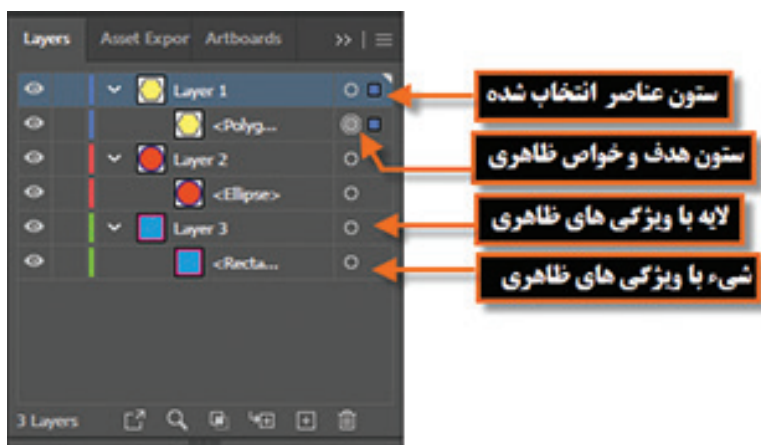 Layers Asset Expor Artboards
Layer 1
<Polyg...
Layer 2
<Ellipse>
Layer 3
<Recta...
3 Layers
ستون عناصر انتخاب شده
ستون هدف و خواص ظاهری
لایه با ویژگی های ظاهری
شیء با ویژگی های ظاهری